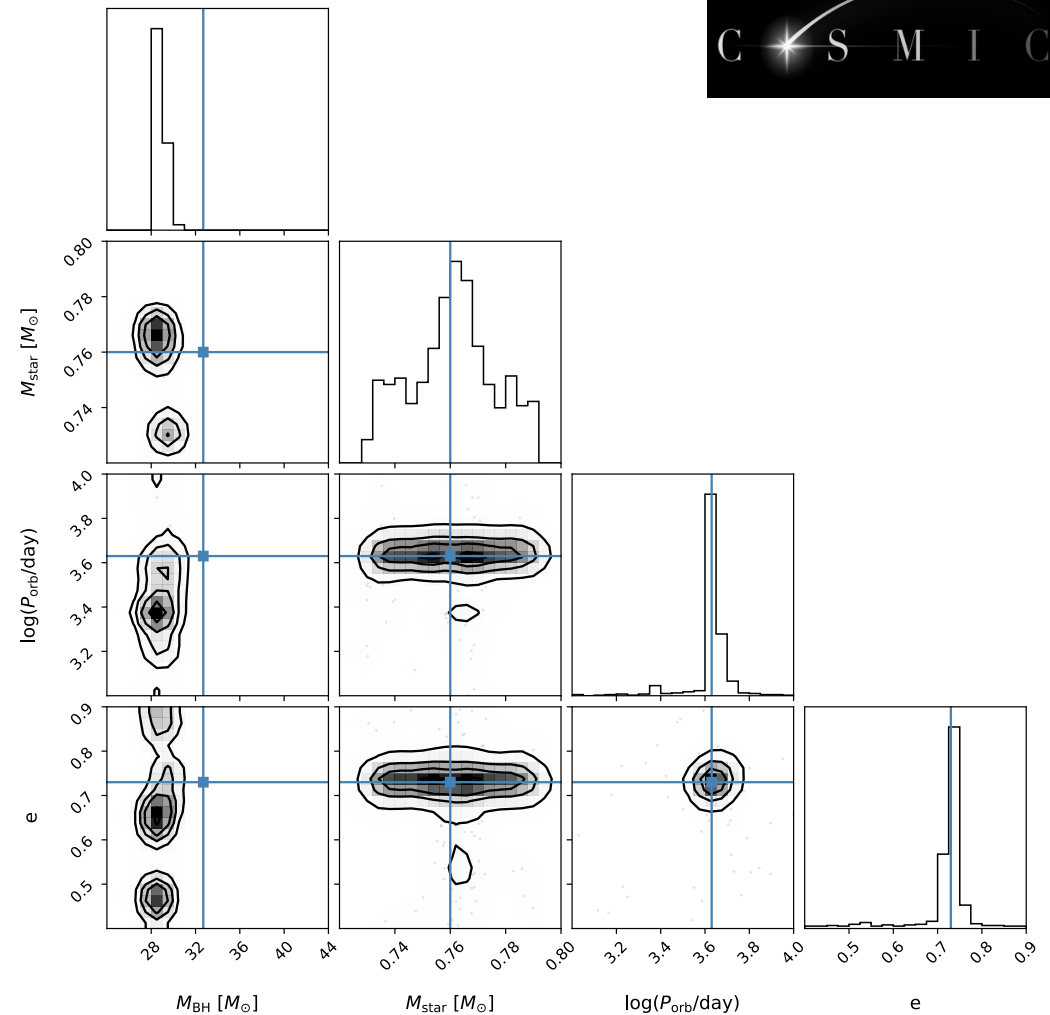 C O S M I C
0.80
0.78
0.76
0.74
M_star [M_⊙]
4.0
3.8
3.6
3.4
3.2
log(P_orb/day)
0.9
0.8
0.7
0.6
0.5
e
28 32 36 40 44
0.74 0.76 0.78 0.80
3.2 3.4 3.6 3.8 4.0
0.5 0.6 0.7 0.8 0.9
M_BH [M_⊙]
M_star [M_⊙]
log(P_orb/day)
e